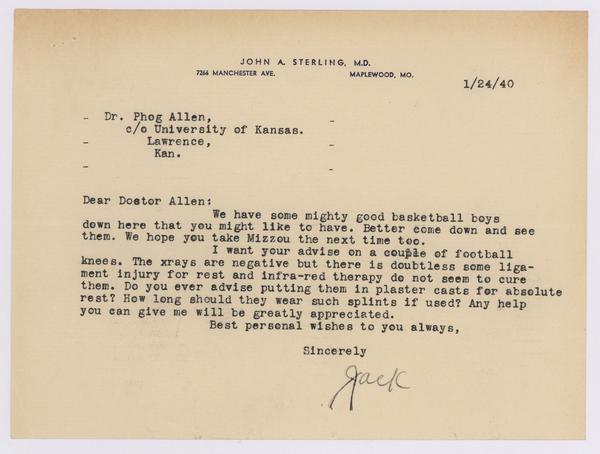 JOHN A. STERLING, M.D.
7266 MANCHESTER AVE. MAPLEWOOD, MO.
1/24/40
Dr. Phog Allen,
c/o University of Kansas.
Lawrence,
Kan.
Dear Doctor Allen:
We have some mighty good basketball boys
down here that you might like to have. Better come down and see
them. We hope you take Mizzou the next time too.
I want your advise on a couple of football
knees. The xrays are negative but there is doubtless some liga-
ment injury for rest and infra-red therapy do not seem to cure
them. Do you ever advise putting them in plaster casts for absolute
rest? How long should they wear such splints if used? Any help
you can give me will be greatly appreciated.
Best personal wishes to you always,
Sincerely
Jack